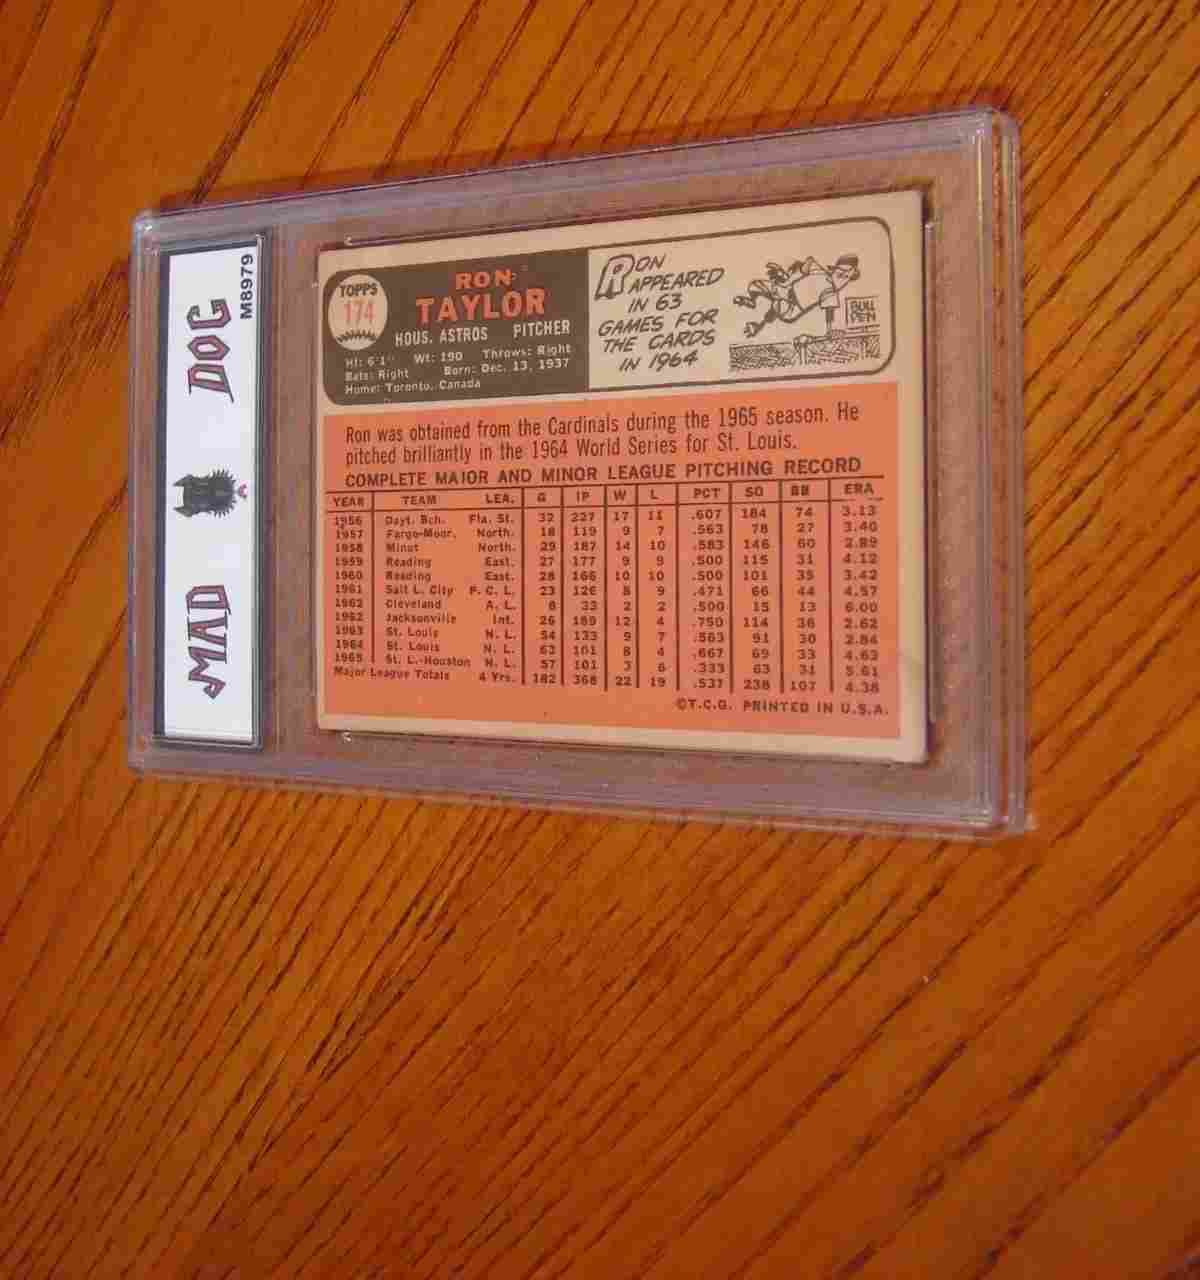 MAD DOG
M8979
TOPPS
174
RON
TAYLOR
HOUS. ASTROS PITCHER
Ht: 6'1" Wt: 190 Throws: Right
Bats: Right Born: Dec. 13, 1937
Home: Toronto, Canada
RON
APPEARED
IN 63
GAMES FOR
THE CARDS
IN 1964
BULL
PEN
Ron was obtained from the Cardinals during the 1965 season. He
pitched brilliantly in the 1964 World Series for St. Louis.
COMPLETE MAJOR AND MINOR LEAGUE PITCHING RECORD
YEAR TEAM LEA. G IP W L PCT SO BB ERA
1956 Dayt. Bch. Fla. St. 32 227 17 11 .607 184 74 3.13
1957 Fargo-Moor. North. 18 119 9 7 .563 78 27 3.40
1958 Minot North. 29 187 14 10 .583 146 60 2.89
1959 Reading East. 27 177 9 9 .500 115 31 4.12
1960 Reading East. 28 166 10 10 .500 101 35 3.42
1961 Salt L. City P. C. L. 23 126 8 9 .471 66 44 4.57
1962 Cleveland A. L. 8 33 2 2 .500 15 13 6.00
1962 Jacksonville Int. 26 189 12 4 .750 114 36 2.62
1963 St. Louis N. L. 54 133 9 7 .563 91 30 2.84
1964 St. Louis N. L. 63 101 8 4 .667 69 33 4.63
1965 St. L.-Houston N. L. 57 101 3 6 .333 63 31 5.61
Major League Totals 4 Yrs. 182 368 22 19 .537 238 107 4.38
©T.C.G. PRINTED IN U.S.A.